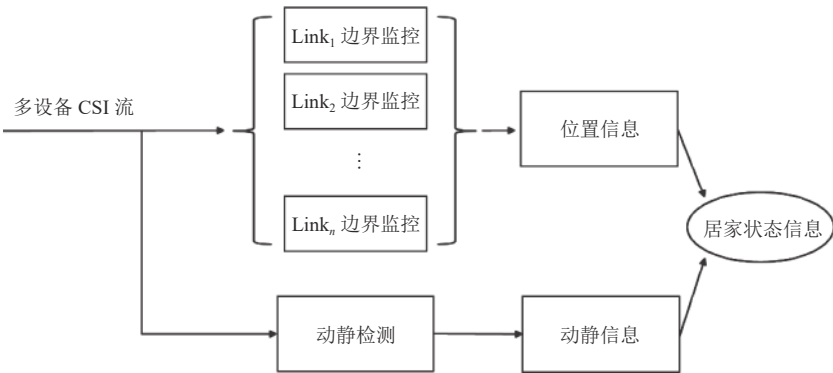 Link₁ 边界监控
多设备 CSI 流
Link₂ 边界监控
位置信息
⋮
Linkₙ 边界监控
居家状态信息
动静检测
动静信息